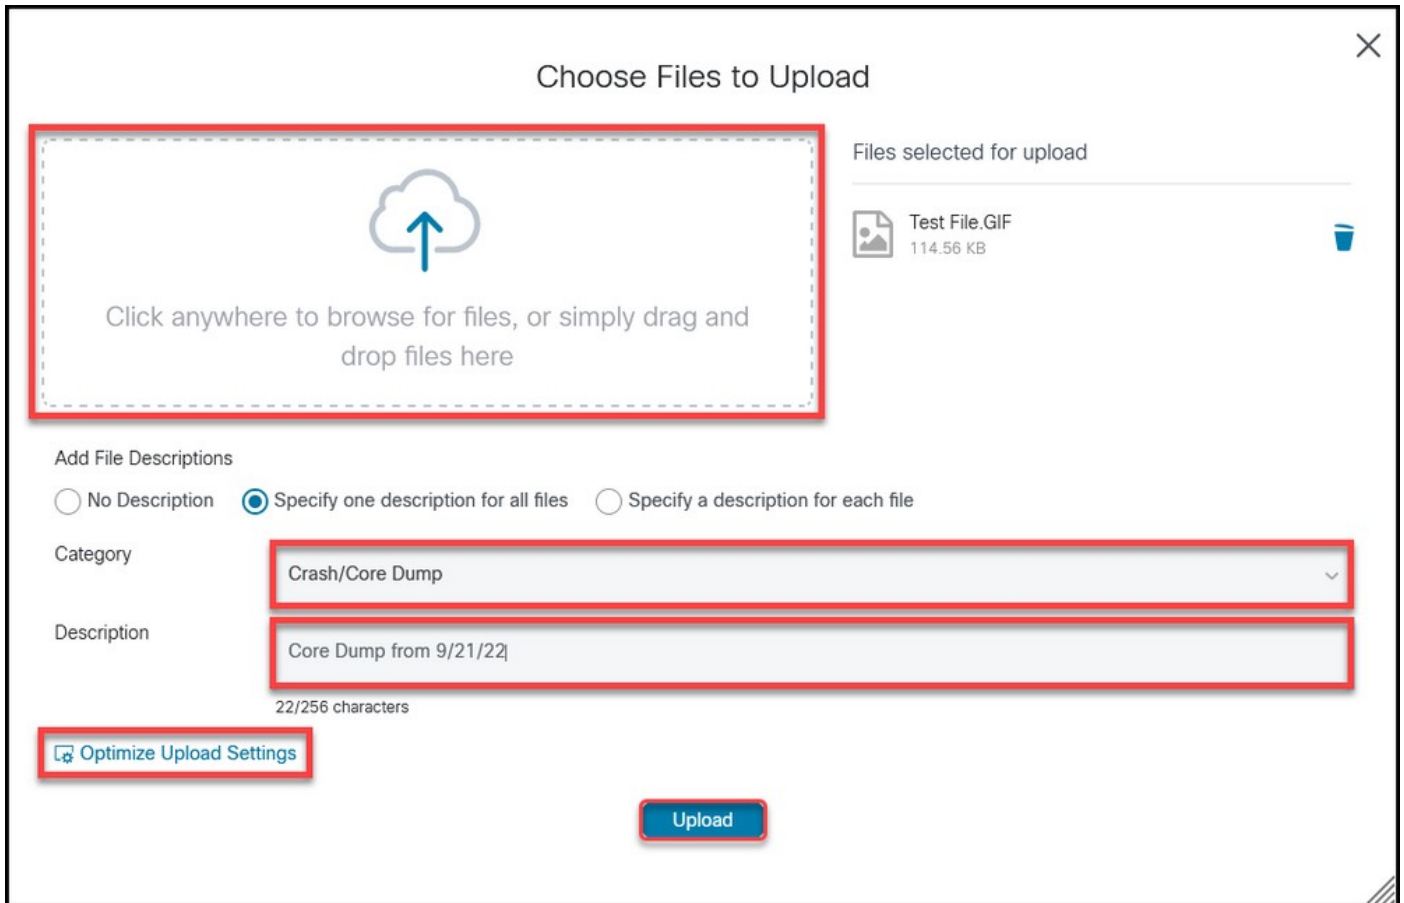 Choose Files to Upload
Click anywhere to browse for files, or simply drag and
drop files here
Files selected for upload
Test File.GIF
114.56 KB
Add File Descriptions
No Description
Specify one description for all files
Specify a description for each file
Category
Crash/Core Dump
Description
Core Dump from 9/21/22
22/256 characters
Optimize Upload Settings
Upload